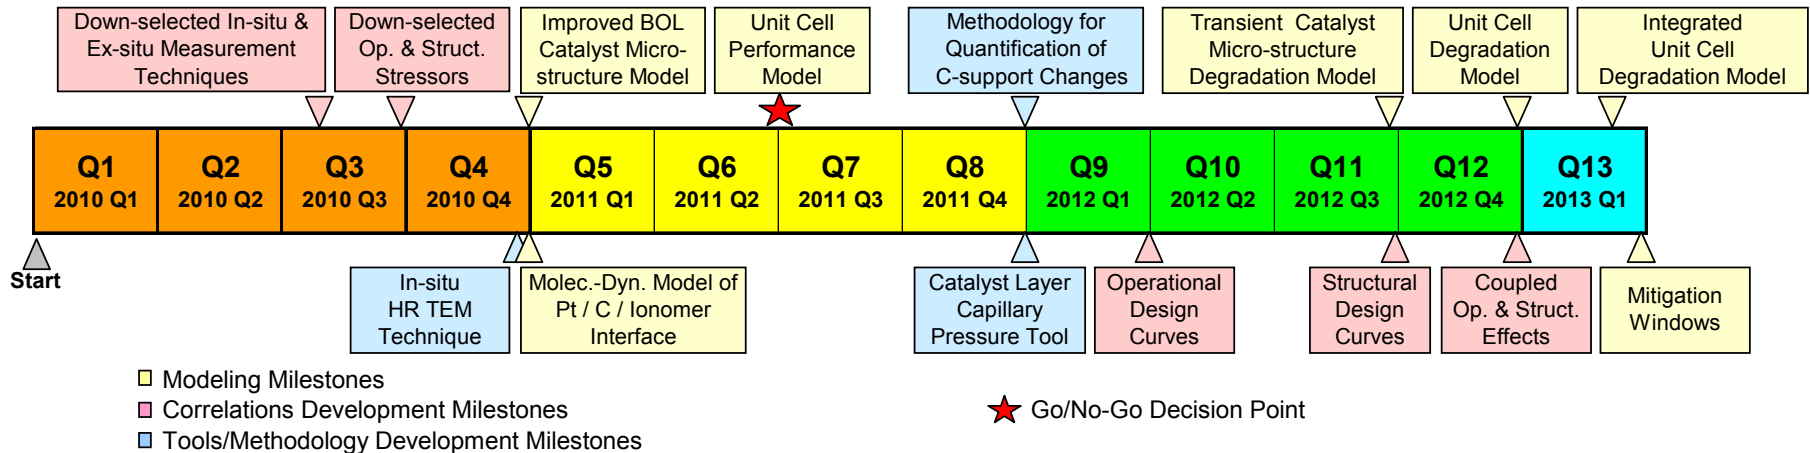 Down-selected In-situ &
Ex-situ Measurement
Techniques
Down-selected
Op. & Struct.
Stressors
Improved BOL
Catalyst Micro-
structure Model
Unit Cell
Performance
Model
Methodology for
Quantification of
C-support Changes
Transient Catalyst
Micro-structure
Degradation Model
Unit Cell
Degradation
Model
Integrated
Unit Cell
Degradation Model
Q1
2010 Q1
Q2
2010 Q2
Q3
2010 Q3
Q4
2010 Q4
Q5
2011 Q1
Q6
2011 Q2
Q7
2011 Q3
Q8
2011 Q4
Q9
2012 Q1
Q10
2012 Q2
Q11
2012 Q3
Q12
2012 Q4
Q13
2013 Q1
Start
In-situ
HR TEM
Technique
Molec.-Dyn. Model of
Pt / C / Ionomer
Interface
Catalyst Layer
Capillary
Pressure Tool
Operational
Design
Curves
Structural
Design
Curves
Coupled
Op. & Struct.
Effects
Mitigation
Windows
Modeling Milestones
Correlations Development Milestones
Tools/Methodology Development Milestones
Go/No-Go Decision Point